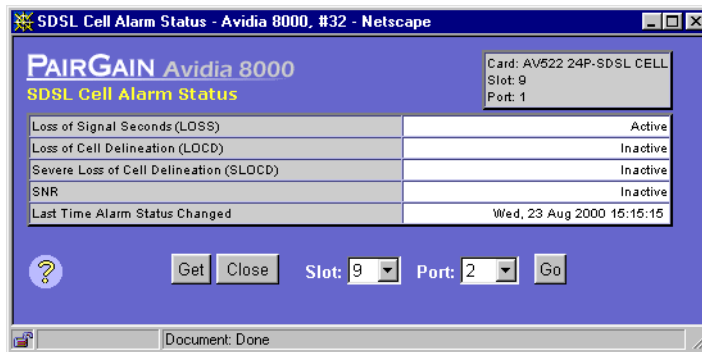 SDSL Cell Alarm Status - Avidia 8000, #32 - Netscape
PAIRGAIN Avidia 8000
SDSL Cell Alarm Status
Card: AV522 24P-SDSL CELL
Slot: 9
Port: 1
Loss of Signal Seconds (LOSS) Active
Loss of Cell Delineation (LOCD) Inactive
Severe Loss of Cell Delineation (SLOCD) Inactive
SNR Inactive
Last Time Alarm Status Changed Wed, 23 Aug 2000 15:15:15
? Get Close Slot: 9 Port: 2 Go
Document: Done